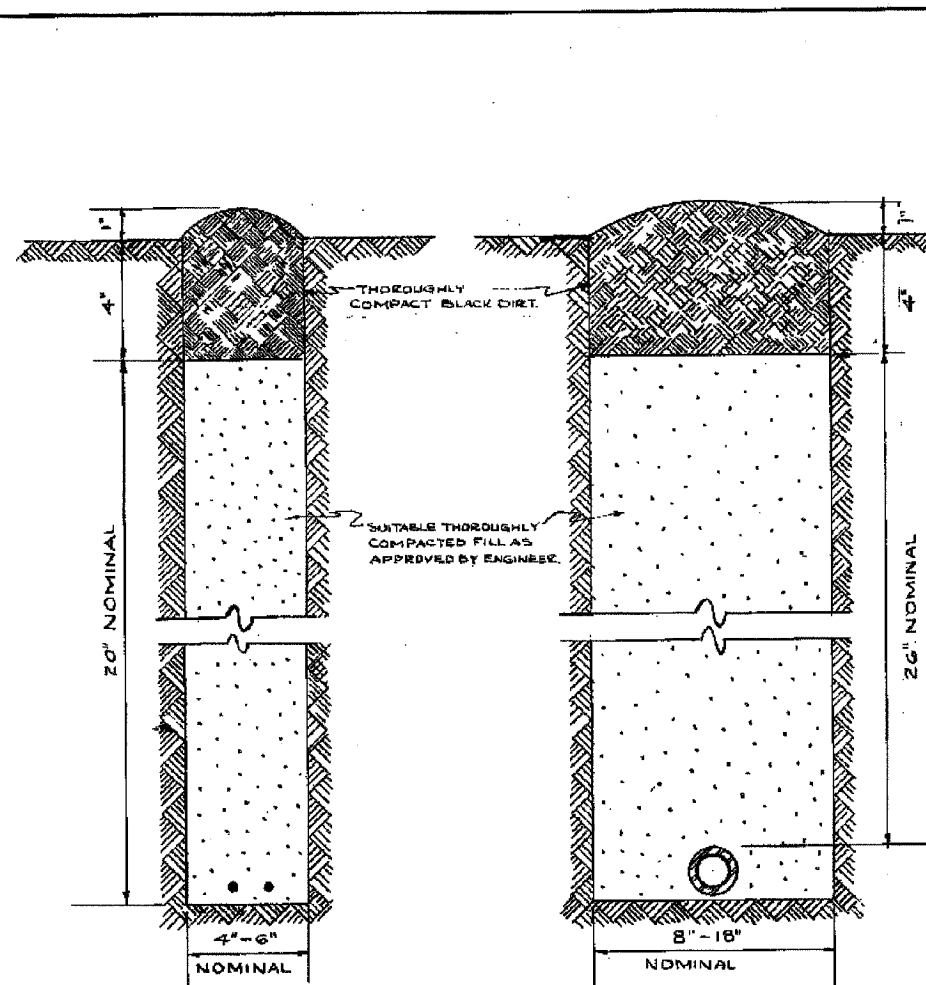 1"
4"
THOROUGHLY
COMPACT BLACK DIRT.
1"
4"
20" NOMINAL
SUITABLE THOROUGHLY
COMPACTED FILL AS
APPROVED BY ENGINEER.
26" NOMINAL
4"-6"
NOMINAL
8"-18"
NOMINAL